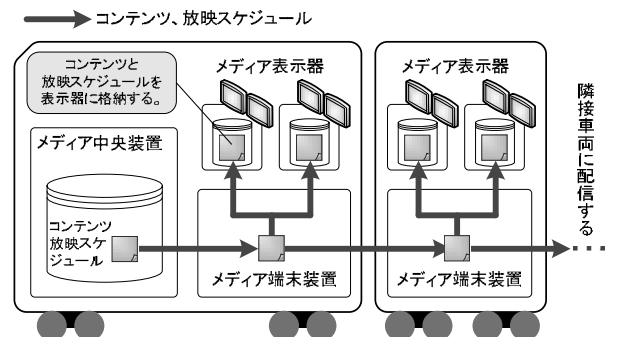 コンテンツ、放映スケジュール
コンテンツと
放映スケジュールを
表示器に格納する。
メディア表示器
メディア表示器
メディア中央装置
コンテンツ
放映スケ
ジュール
メディア端末装置
メディア端末装置
隣接車両に配信する